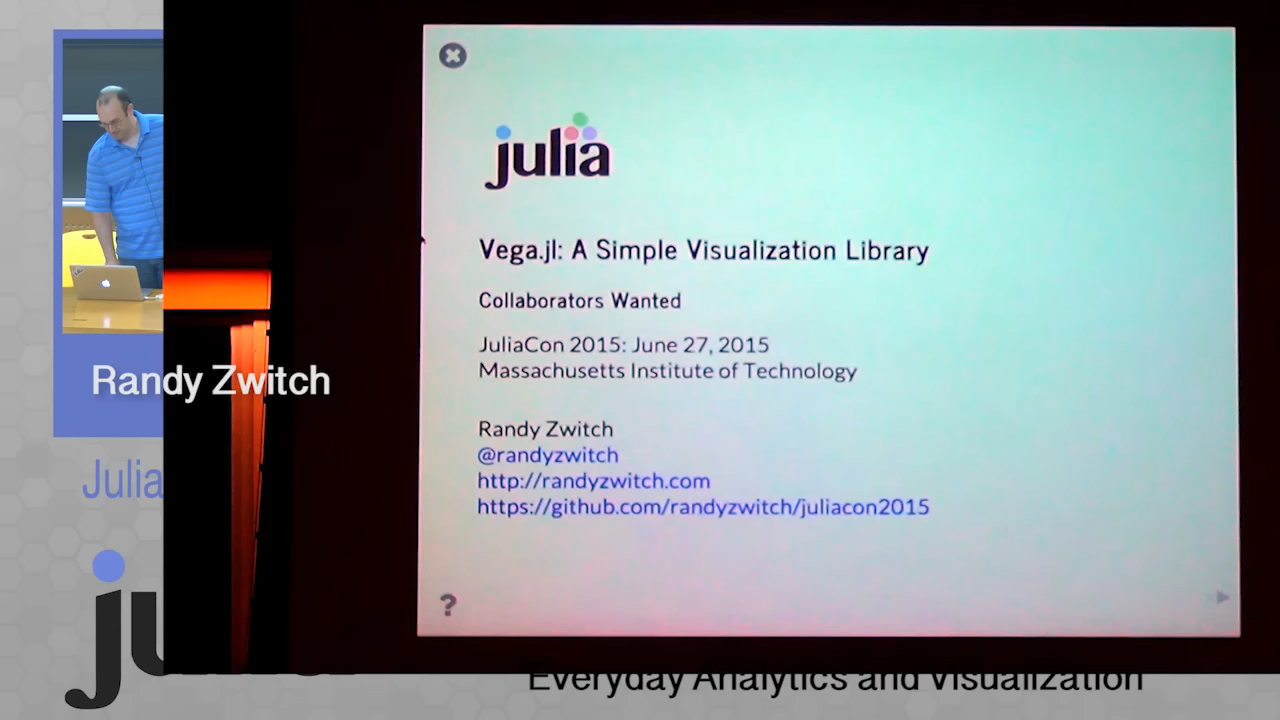 julia
Vega.jl: A Simple Visualization Library
Collaborators Wanted
JuliaCon 2015: June 27, 2015
Massachusetts Institute of Technology
Randy Zwitch
@randyzwitch
http://randyzwitch.com
https://github.com/randyzwitch/juliacon2015
?
Randy Zwitch
Julia
ju
Everyday Analytics and Visualization